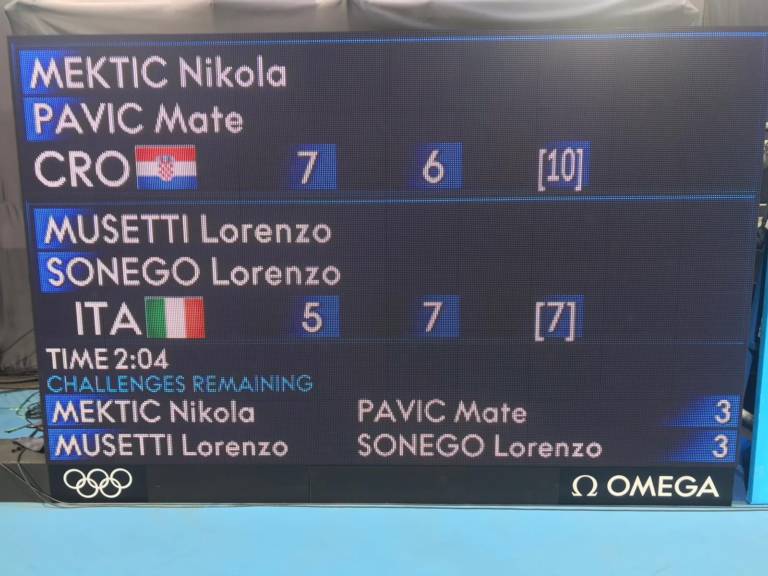 MEKTIC Nikola
PAVIC Mate
CRO 7 6 [10]
MUSETTI Lorenzo
SONEGO Lorenzo
ITA 5 7 [7]
TIME 2:04
CHALLENGES REMAINING
MEKTIC Nikola PAVIC Mate 3
MUSETTI Lorenzo SONEGO Lorenzo 3
Ω OMEGA